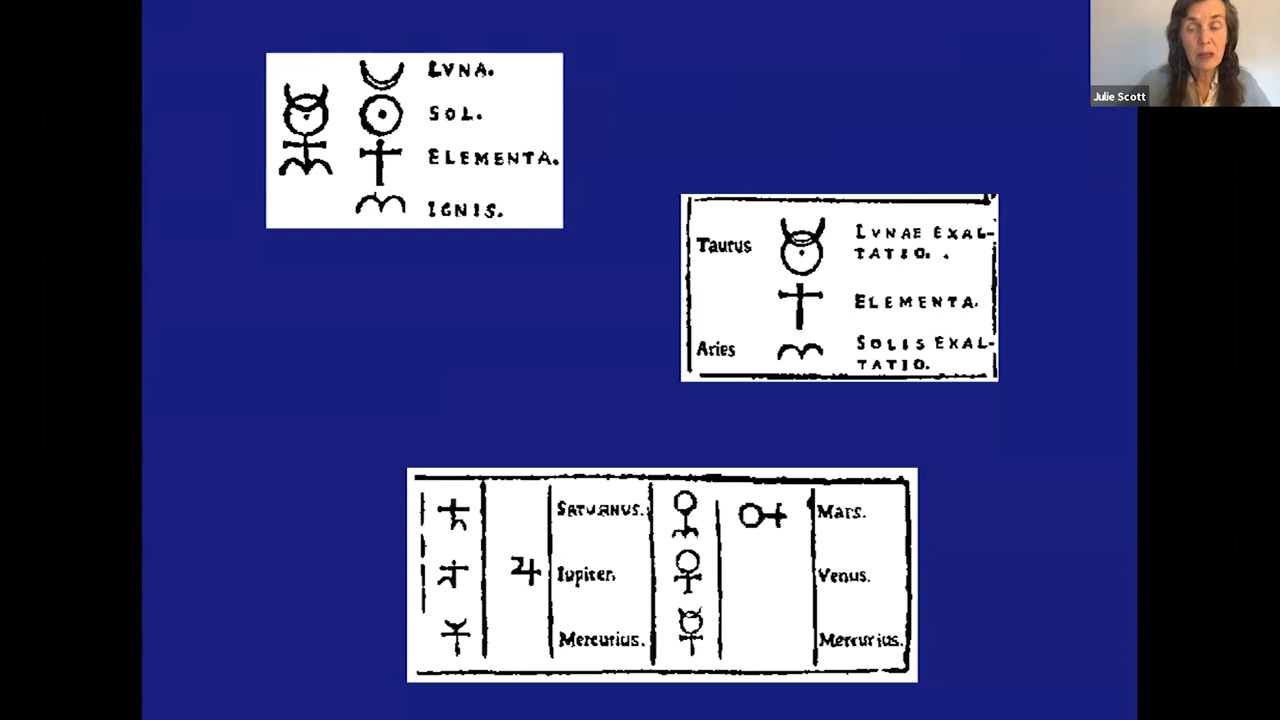 Julie Scott
LVNA.
SOL.
ELEMENTA.
IGNIS.
Taurus
LVNAE EXAL-
TATIO. .
ELEMENTA.
Aries
SOLIS EXAL-
TATIO.
SATURNUS.
Mars.
Iupiter.
Venus.
Mercurius.
Mercurius.